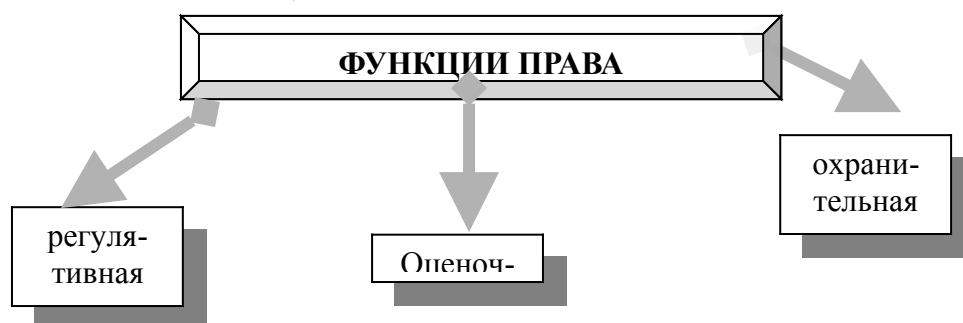 ФУНКЦИИ ПРАВА
охрани-
тельная
регуля-
тивная
Оценоч-